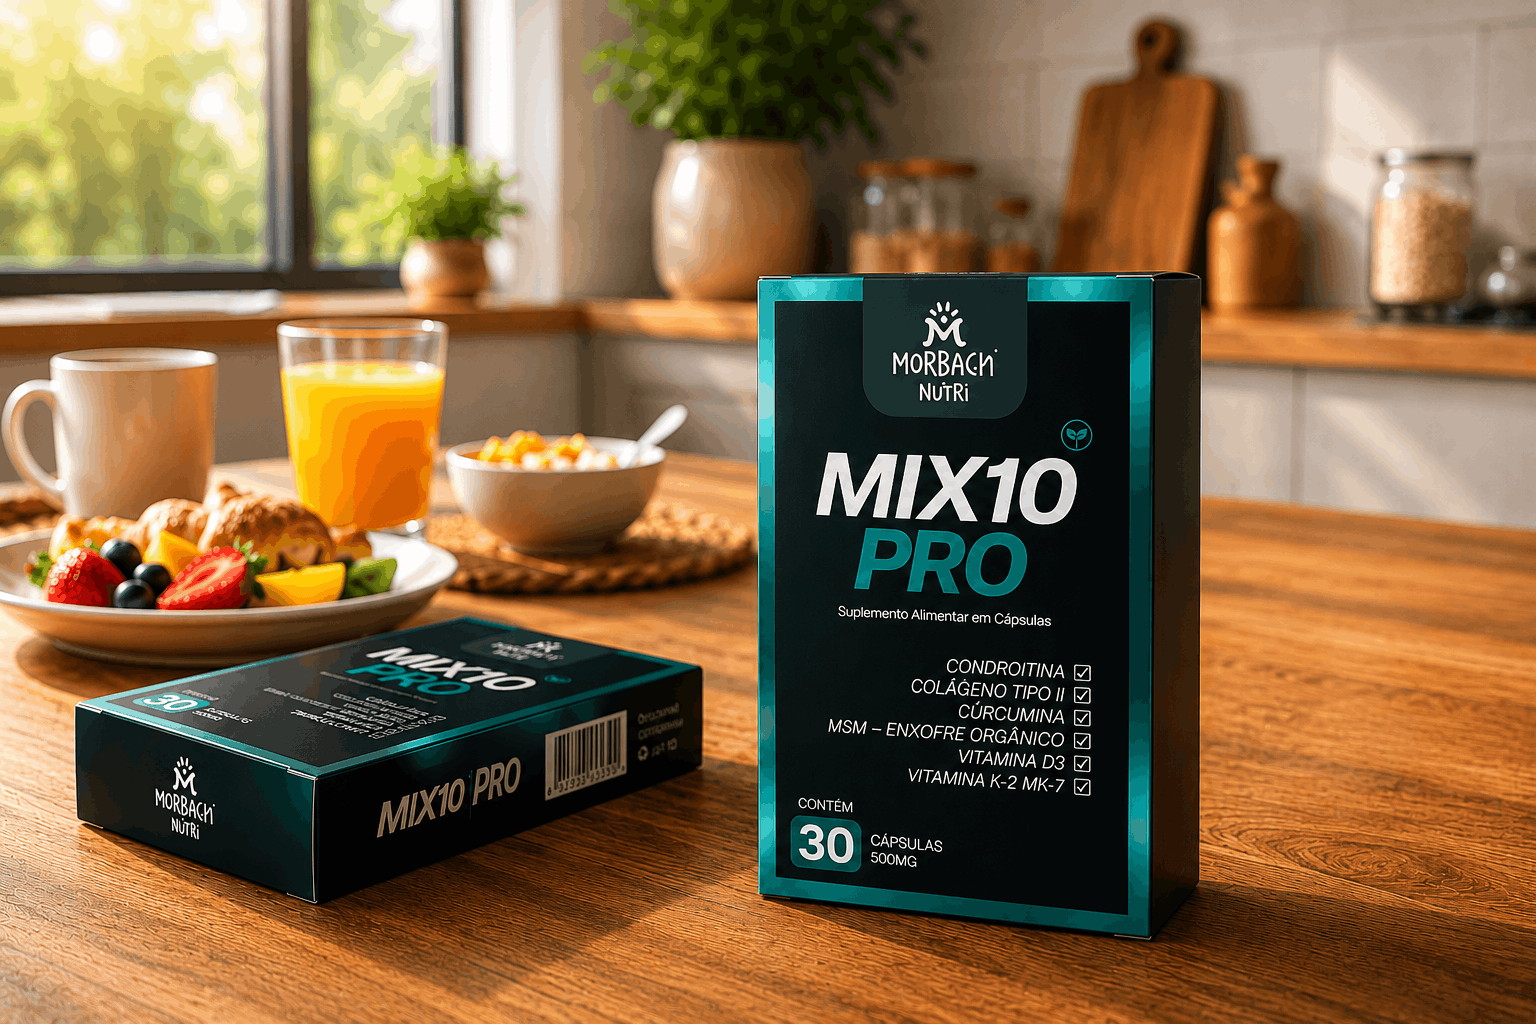 MORBACH
NUTRI
MIX10
PRO
Suplemento Alimentar em Cápsulas
CONDROITINA
COLÁGENO TIPO II
CÚRCUMINA
MSM – ENXOFRE ORGÂNICO
VITAMINA D3
VITAMINA K-2 MK-7
CONTÉM
30
CÁPSULAS
500MG
MIX10
PRO
30
MORBACH
NUTRI
MIX10 PRO